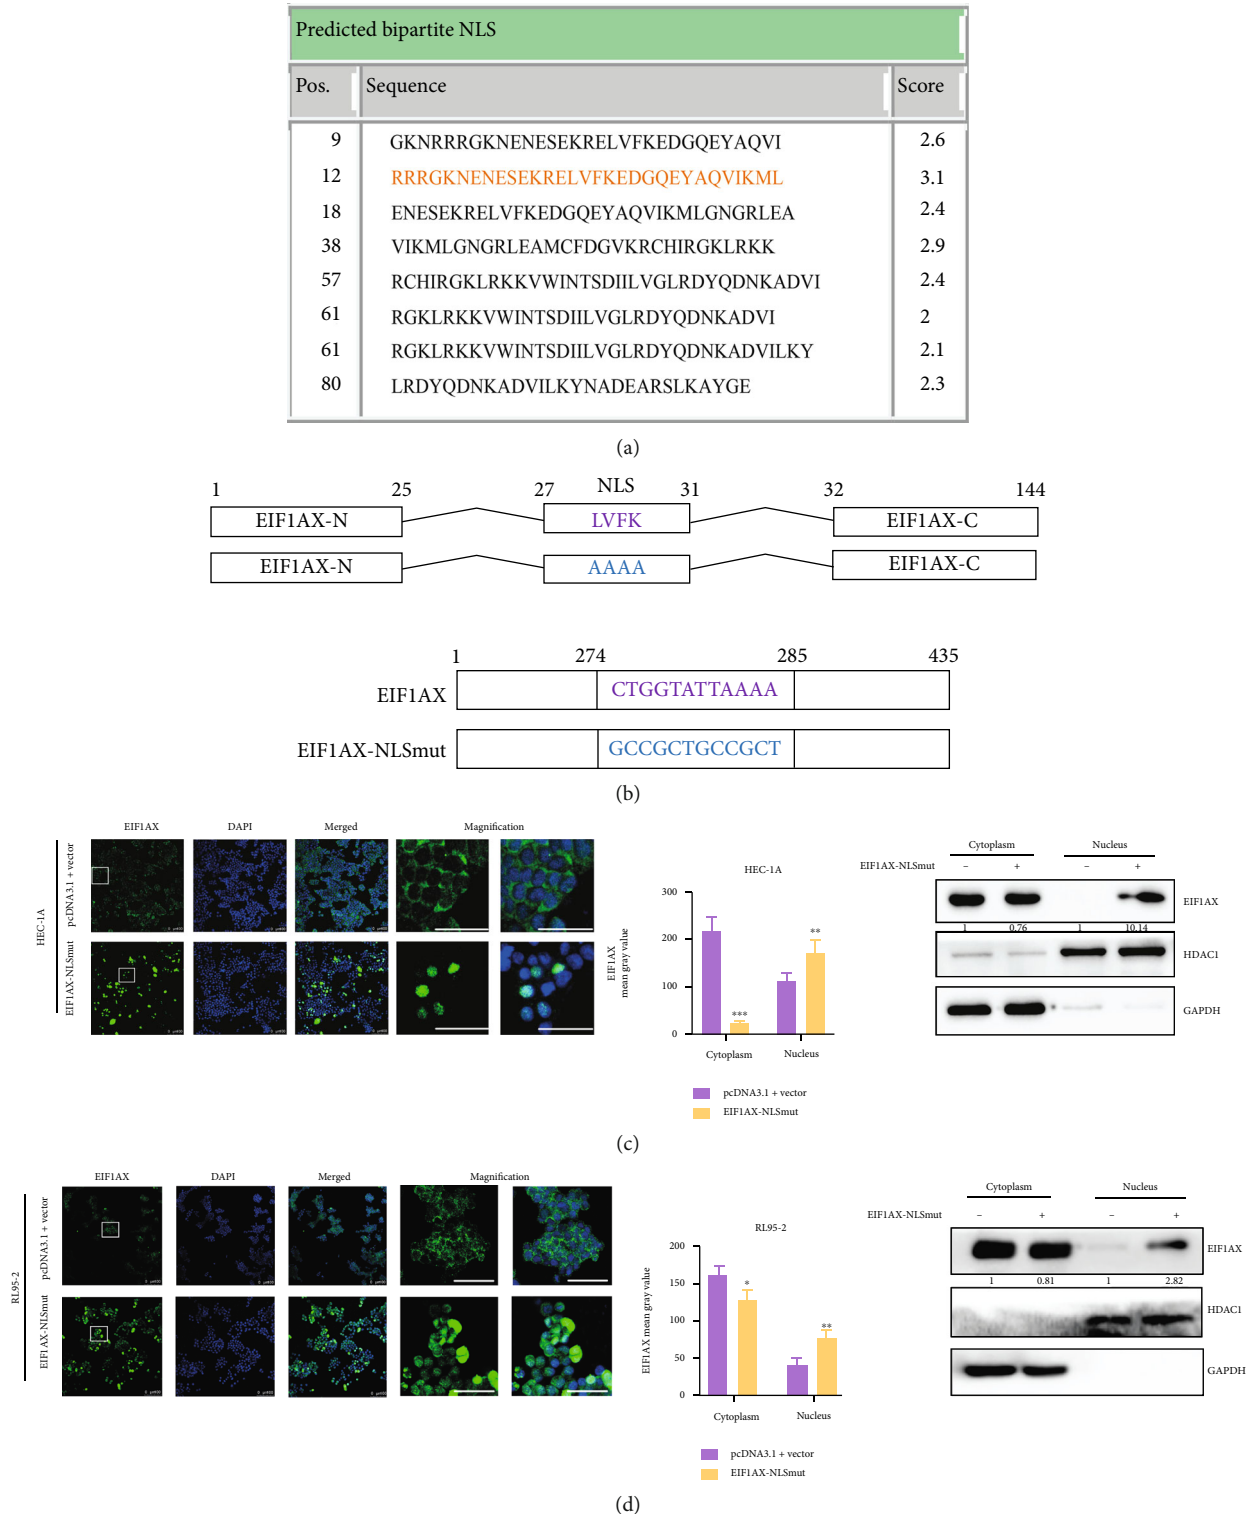 Predicted bipartite NLS
Pos. Sequence Score
9 GKNRRRGKNENESEKRELVFKEDGQEYAQVI 2.6
12 RRRGKNENESEKRELVFKEDGQEYAQVIKML 3.1
18 ENESEKRELVFKEDGQEYAQVIKMLGNGRLEA 2.4
38 VIKMLGNGRLEAMCFDGVKRCHIRGKLRKK 2.9
57 RCHIRGKLRKKVWINTSDIILVGLRDYQDNKADVI 2.4
61 RGKLRKKVWINTSDIILVGLRDYQDNKADVI 2
61 RGKLRKKVWINTSDIILVGLRDYQDNKADVILKY 2.1
80 LRDYQDNKADVILKYNADEARSLKAYGE 2.3
(a)
1 25 27 NLS 31 32 144
EIF1AX-N LVFK EIF1AX-C
EIF1AX-N AAAA EIF1AX-C
1 274 285 435
EIF1AX CTGGTATTAAAA
EIF1AX-NLSmut GCCGCTGCCGCT
(b)
EIF1AX DAPI Merged Magnification
HEC-1A
pcDNA3.1 + vector
EIF1AX-NLSmut
HEC-1A
EIF1AX
mean gray value
300
200
100
0
***
**
Cytoplasm Nucleus
pcDNA3.1 + vector
EIF1AX-NLSmut
Cytoplasm Nucleus
EIF1AX-NLSmut – + – +
EIF1AX
1 0.76 1 10.14
HDAC1
GAPDH
(c)
EIF1AX DAPI Merged Magnification
RL95-2
pcDNA3.1 + vector
EIF1AX-NLSmut
RL95-2
EIF1AX mean gray value
200
150
100
50
0
*
**
Cytoplasm Nucleus
pcDNA3.1 + vector
EIF1AX-NLSmut
Cytoplasm Nucleus
EIF1AX-NLSmut – + – +
EIF1AX
1 0.81 1 2.82
HDAC1
GAPDH
(d)